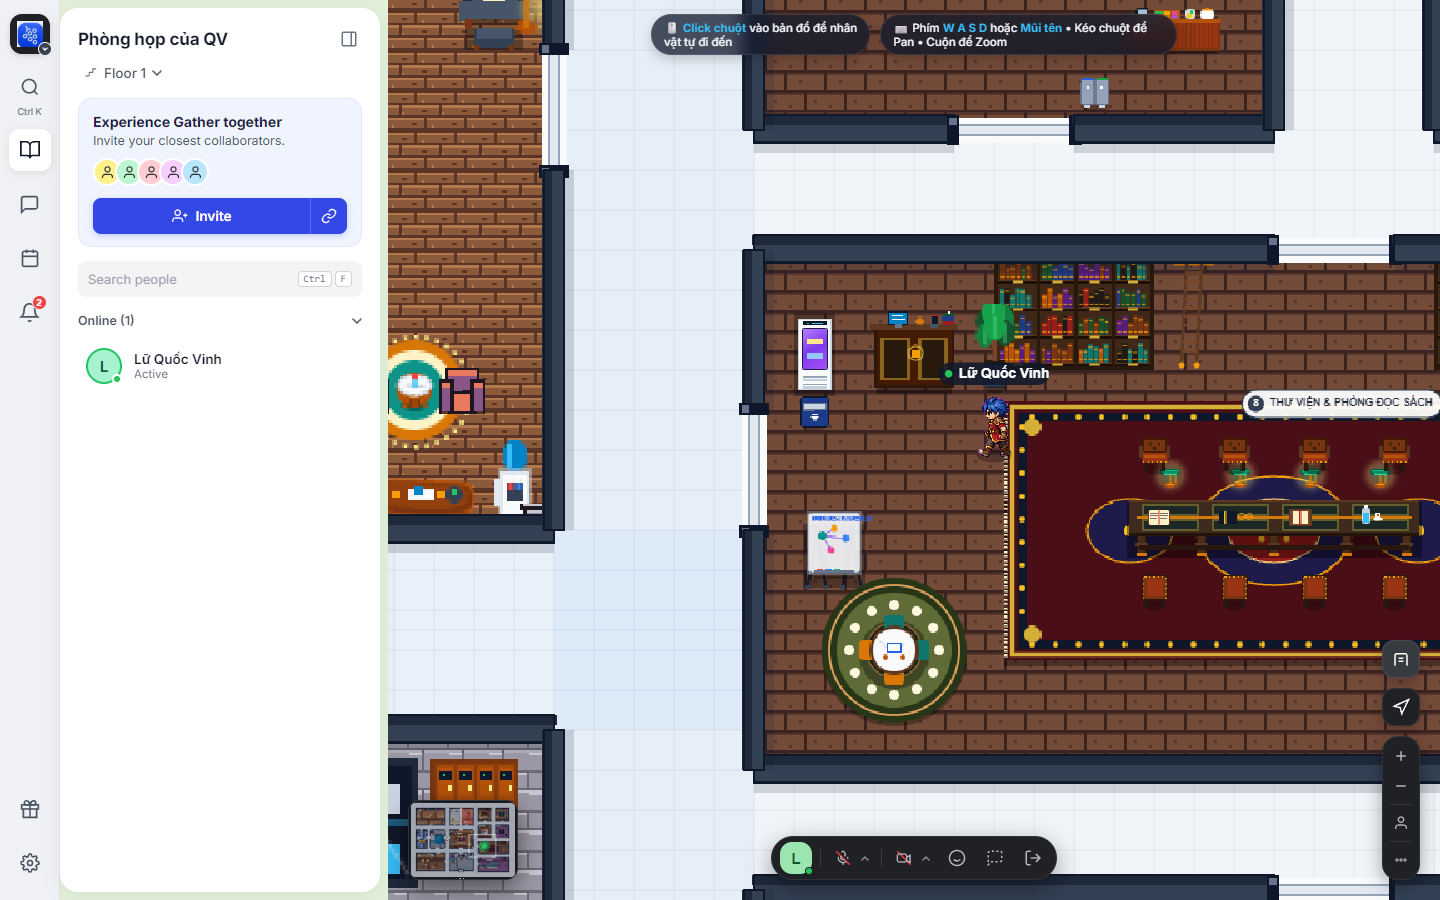 Phòng họp của QV
Floor 1
Ctrl K
Experience Gather together
Invite your closest collaborators.
Invite
Search people
Ctrl F
Online (1)
L
Lữ Quốc Vinh
Active
2
Click chuột vào bản đồ để nhân
vật tự đi đến
Phím W A S D hoặc Mũi tên • Kéo chuột để
Pan • Cuộn để Zoom
Lữ Quốc Vinh
8 THƯ VIỆN & PHÒNG ĐỌC SÁCH
L